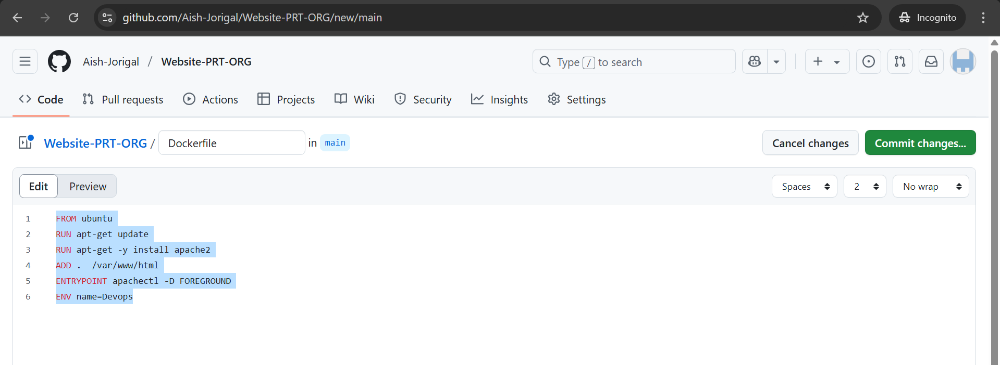 github.com/Aish-Jorigal/Website-PRT-ORG/new/main
Incognito
Aish-Jorigal / Website-PRT-ORG
Type / to search
Code Pull requests Actions Projects Wiki Security Insights Settings
Website-PRT-ORG / Dockerfile in main
Cancel changes Commit changes...
Edit Preview
Spaces 2 No wrap
1 FROM ubuntu
2 RUN apt-get update
3 RUN apt-get -y install apache2
4 ADD .  /var/www/html
5 ENTRYPOINT apachectl -D FOREGROUND
6 ENV name=Devops